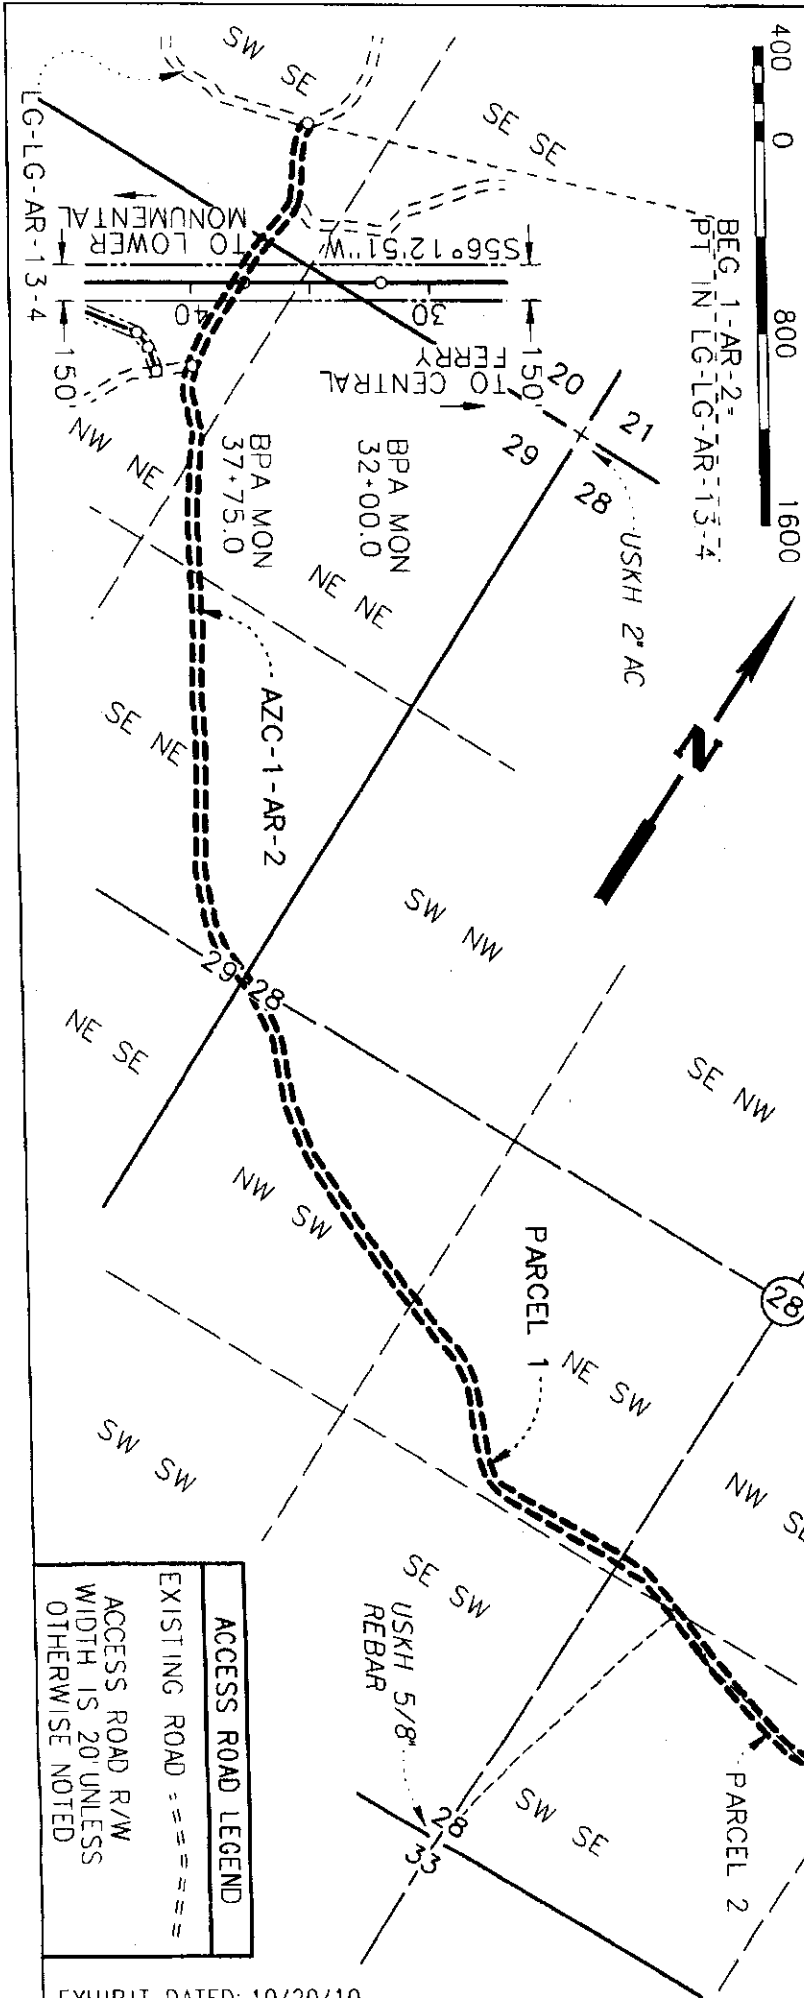 400 0 800 1600
SW SE
SE SE
BEG 1-AR-2=
PT IN LG-LG-AR-13-4
LG-LG-AR-13-4
TO LOWER
MONUMENTAL
S56°12'51"W
40
30
150'
150'
TO CENTRAL
FERRY
20
21
29
28
USKH 2" AC
BPA MON
32+00.0
BPA MON
37+75.0
NW NE
NE NE
N
AZC-1-AR-2
SE NE
SW NW
SE NW
29
28
NE SE
NW SW
28
PARCEL 1
NE SW
NW SE
SW SW
SE SW
USKH 5/8"
REBAR
28
33
SW SE
PARCEL 2
ACCESS ROAD LEGEND
EXISTING ROAD
ACCESS ROAD R/W
WIDTH IS 20' UNLESS
OTHERWISE NOTED
EXHIBIT DATED: 10/20/10